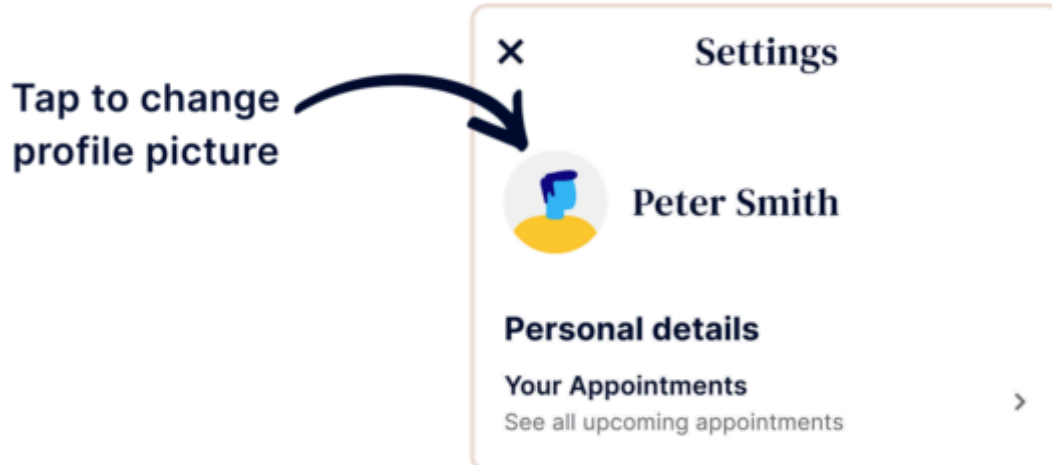 Tap to change
profile picture
Settings
Peter Smith
Personal details
Your Appointments
See all upcoming appointments